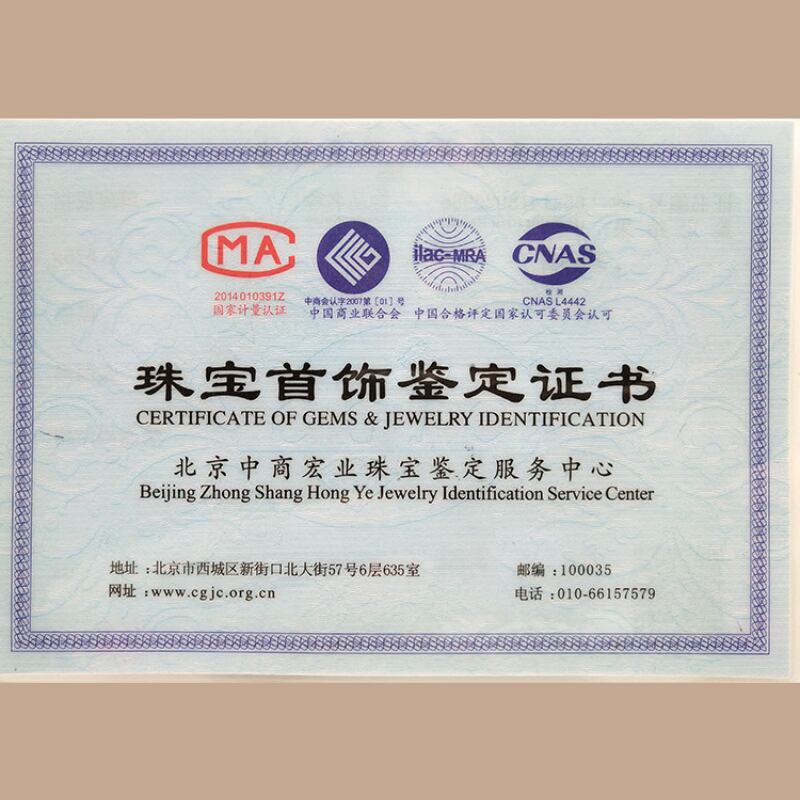 CMA
ilac-MRA
CNAS
2014010391Z
国家计量认证
中商会认字2007第[01]号
中国商业联合会
检测
CNAS L4442
中国合格评定国家认可委员会认可
珠宝首饰鉴定证书
CERTIFICATE OF GEMS & JEWELRY IDENTIFICATION
北京中商宏业珠宝鉴定服务中心
Beijing Zhong Shang Hong Ye Jewelry Identification Service Center
地址:北京市西城区新街口北大街57号6层635室
邮编:100035
网址:www.cgjc.org.cn
电话:010-66157579